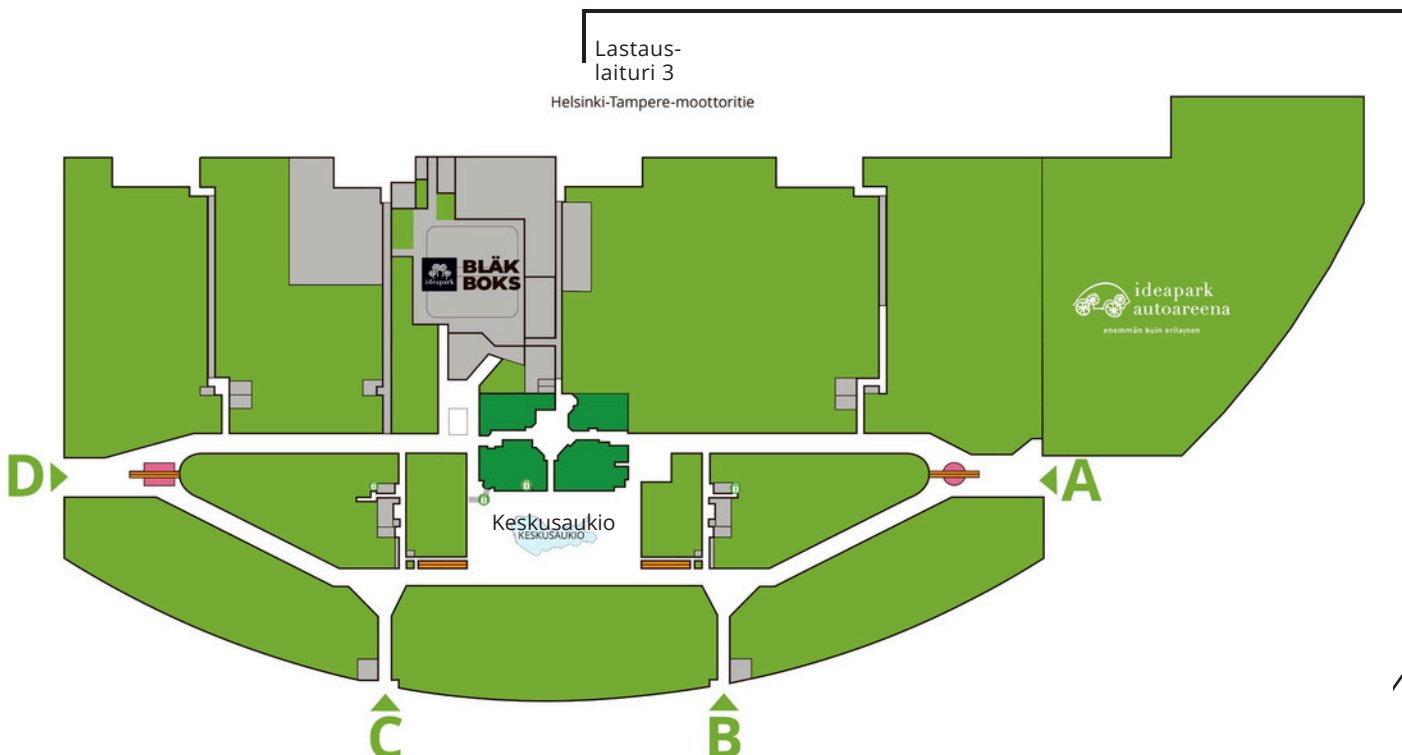 Lastaus-
laituri 3
Helsinki-Tampere-moottoritie
ideapark
BLÄK
BOKS
ideapark
autoareena
enemmän kuin erilainen
D
A
Keskusaukio
KESKUSAUKIO
C
B